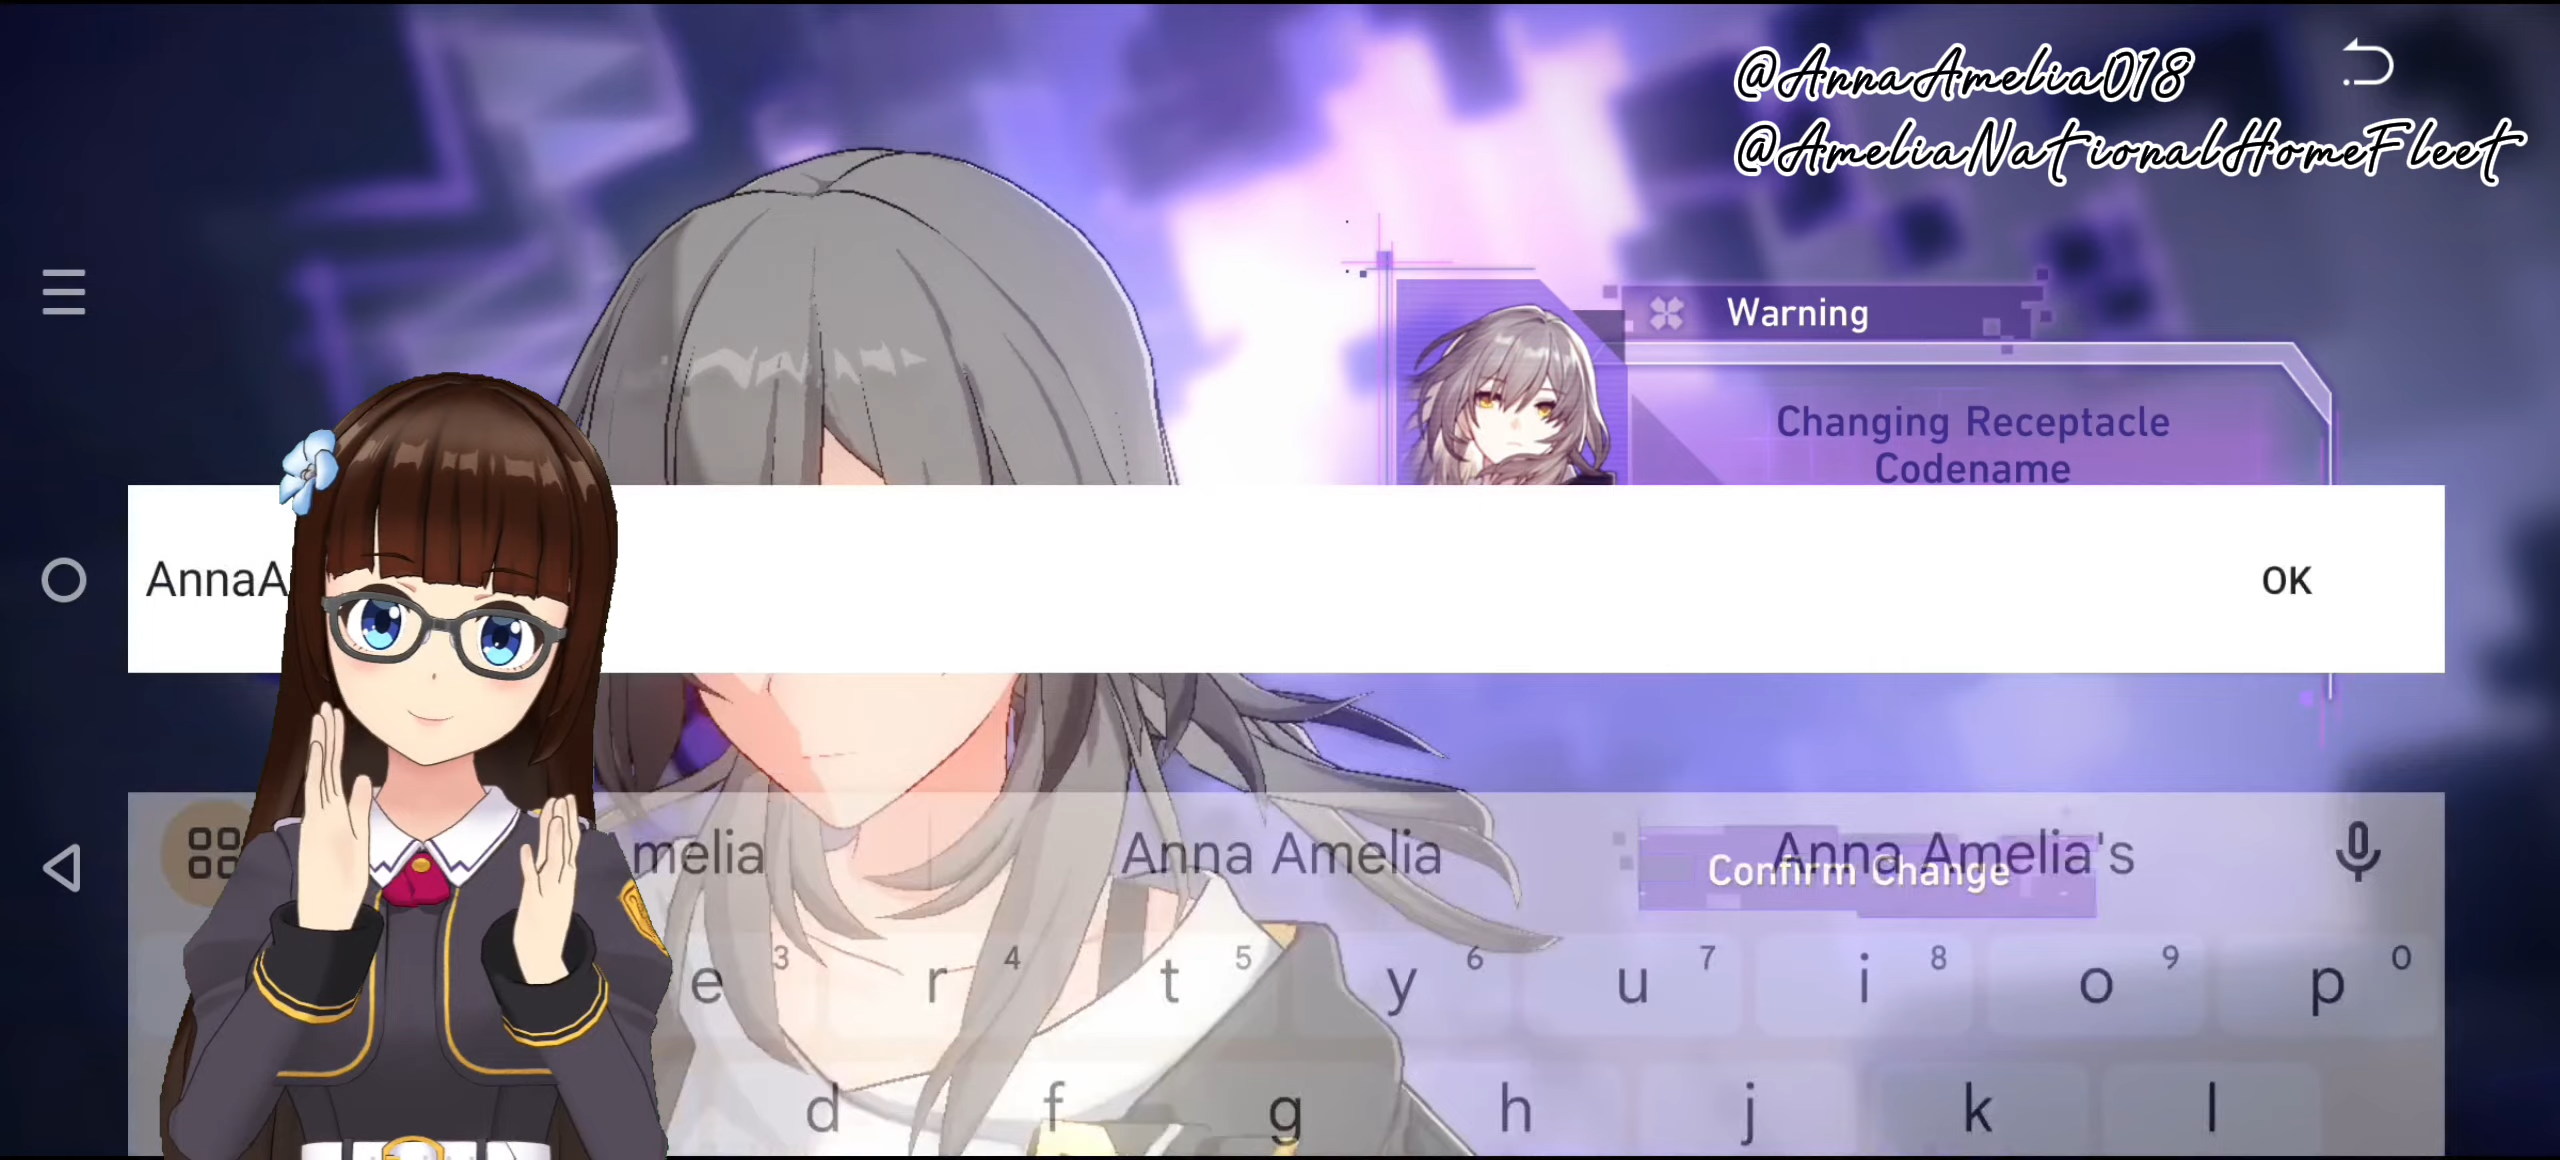 @AnnaAmelia018
@AmeliaNationalHomeFleet
Warning
Changing Receptacle
Codename
AnnaA
OK
melia
Anna Amelia
Anna Amelia's
Confirm Change
e 3 r 4 t 5 y 6 u 7 i 8 o 9 p 0
d f g h j k l